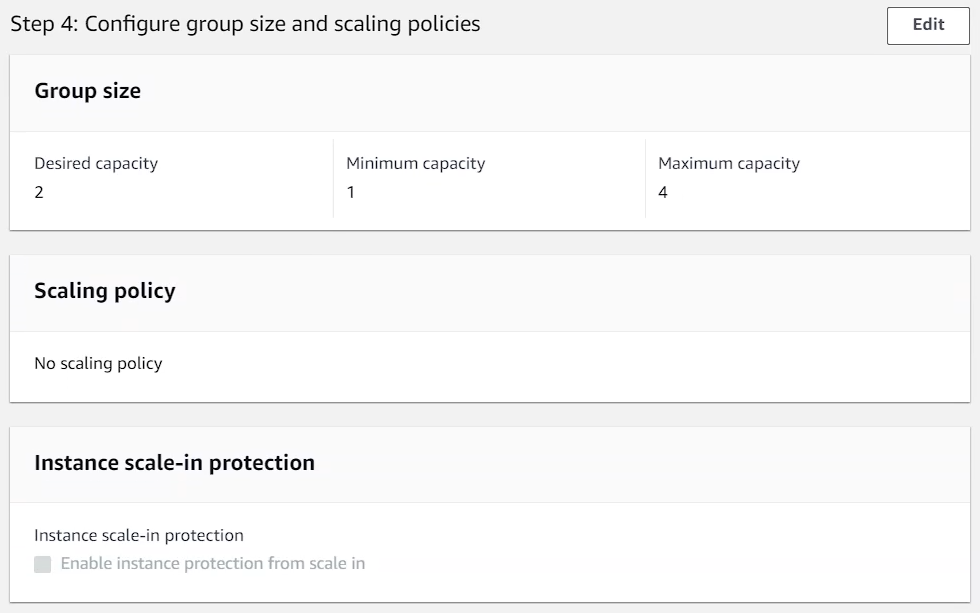 Step 4: Configure group size and scaling policies
Edit
Group size
Desired capacity
Minimum capacity
Maximum capacity
2
1
4
Scaling policy
No scaling policy
Instance scale-in protection
Instance scale-in protection
Enable instance protection from scale in